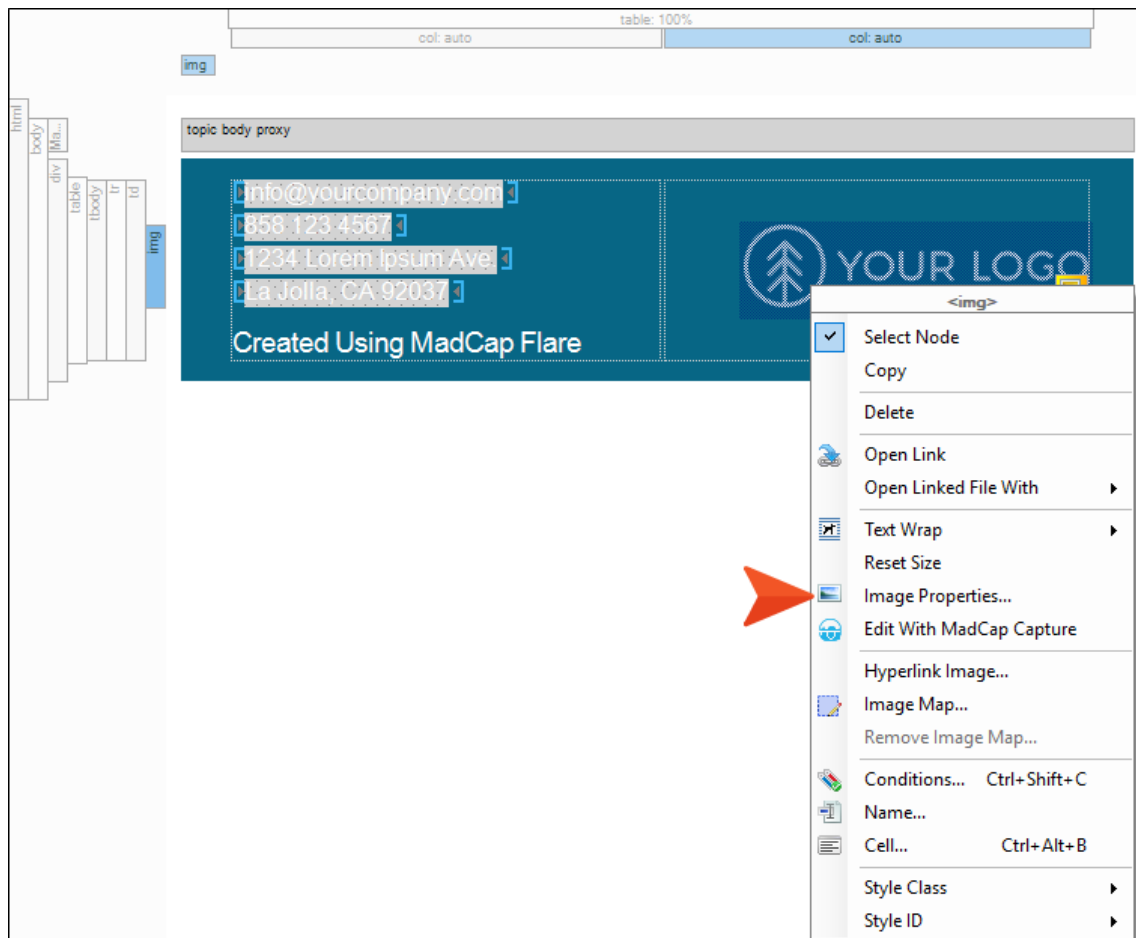 table: 100%
col: auto
col: auto
img
html
body
Ma...
div
table
tbody
tr
td
img
topic body proxy
info@yourcompany.com
858 123 4567
1234 Lorem Ipsum Ave.
La Jolla, CA 92037
Created Using MadCap Flare
YOUR LOGO
<img>
Select Node
Copy
Delete
Open Link
Open Linked File With
Text Wrap
Reset Size
Image Properties...
Edit With MadCap Capture
Hyperlink Image...
Image Map...
Remove Image Map...
Conditions... Ctrl+Shift+C
Name...
Cell... Ctrl+Alt+B
Style Class
Style ID